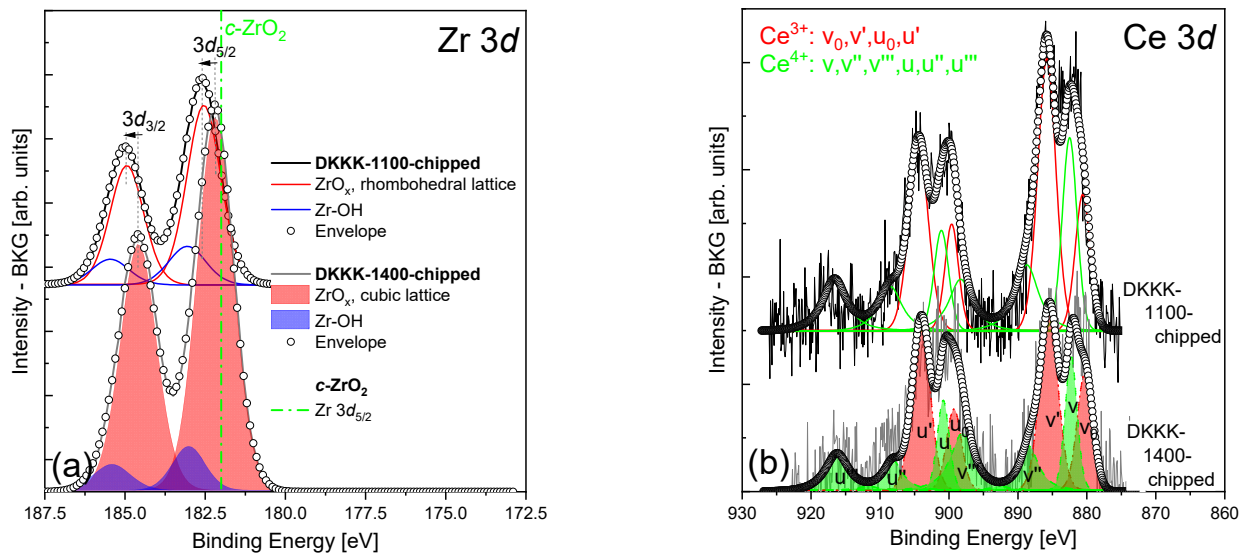 c-ZrO2
Zr 3d
3d5/2
3d3/2
DKKK-1100-chipped
ZrOx, rhombohedral lattice
Zr-OH
Envelope
DKKK-1400-chipped
ZrOx, cubic lattice
Zr-OH
Envelope
c-ZrO2
Zr 3d5/2
(a)
Intensity - BKG [arb. units]
187.5 185.0 182.5 180.0 177.5 175.0 172.5
Binding Energy [eV]
Ce3+: v0,v',u0,u'
Ce4+: v,v'',v''',u,u'',u'''
Ce 3d
DKKK-
1100-
chipped
DKKK-
1400-
chipped
u' u u v''' v'' v' v v
u u''
(b)
Intensity - BKG [arb. units]
930 920 910 900 890 880 870 860
Binding Energy [eV]